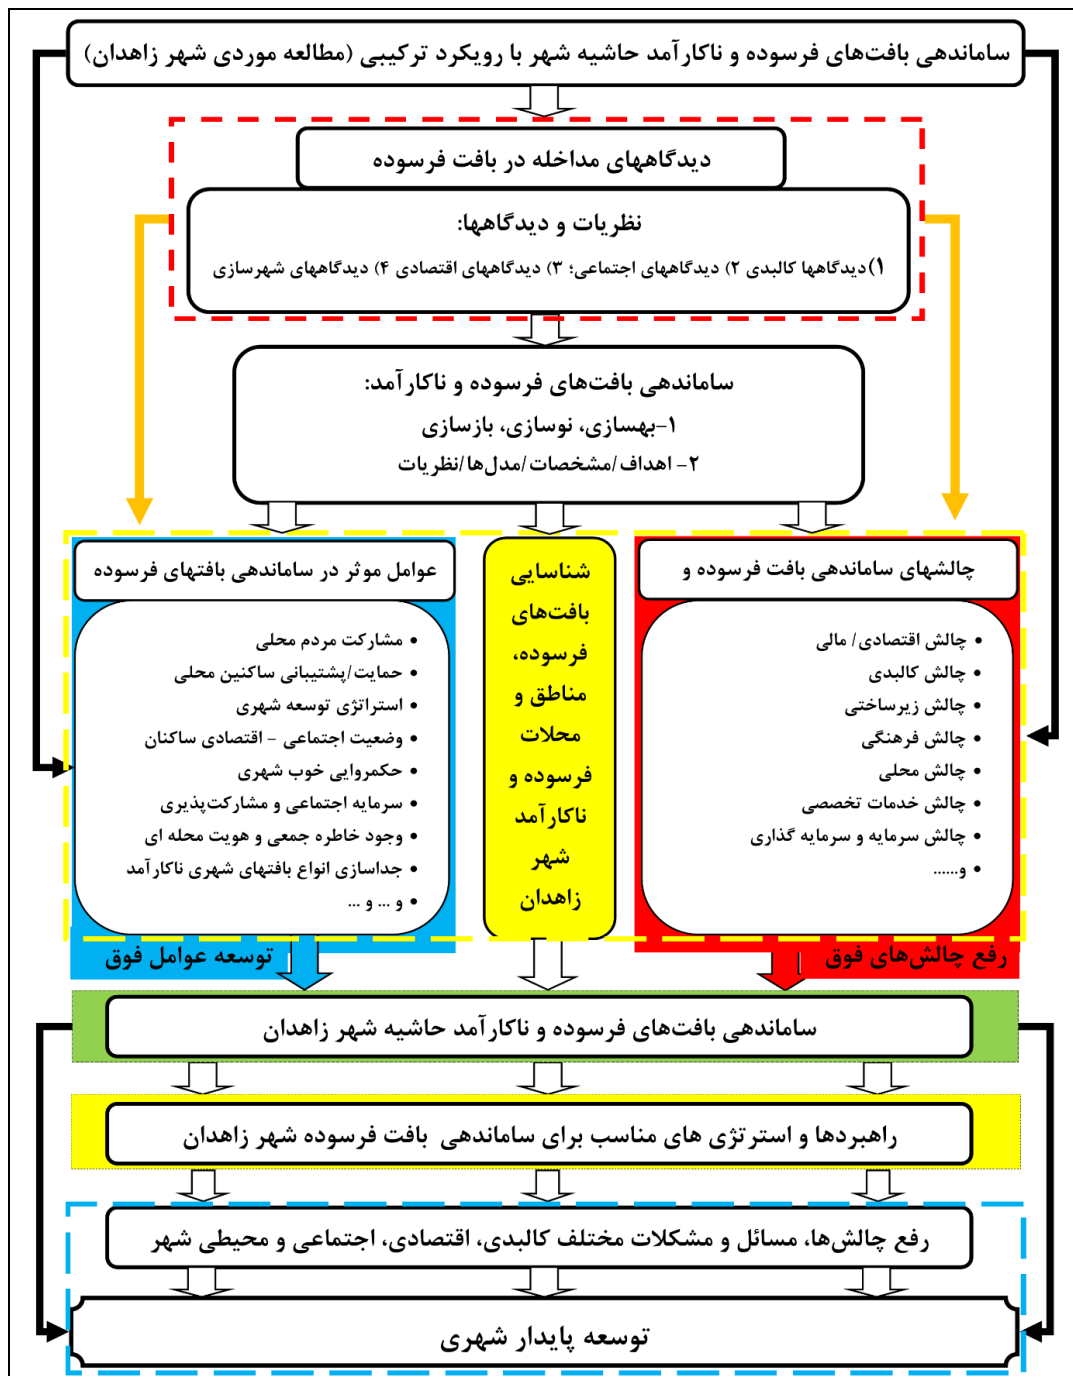 ساماندهی بافت‌های فرسوده و ناکارآمد حاشیه شهر با رویکرد ترکیبی (مطالعه موردی شهر زاهدان)
دیدگاههای مداخله در بافت فرسوده
نظریات و دیدگاهها:
۱)دیدگاهها کالبدی ۲) دیدگاههای اجتماعی؛ ۳) دیدگاههای اقتصادی ۴) دیدگاههای شهرسازی
ساماندهی بافت‌های فرسوده و ناکارآمد:
۱-بهسازی، نوسازی، بازسازی
۲- اهداف/مشخصات/مدل‌ها/نظریات
چالشهای ساماندهی بافت فرسوده و
• چالش اقتصادی/ مالی
• چالش کالبدی
• چالش زیرساختی
• چالش فرهنگی
• چالش محلی
• چالش خدمات تخصصی
• چالش سرمایه و سرمایه گذاری
• و......
رفع چالش‌های فوق
شناسایی
بافت‌های
فرسوده،
مناطق و
محلات
فرسوده و
ناکارآمد
شهر
زاهدان
عوامل موثر در ساماندهی بافتهای فرسوده
• مشارکت مردم محلی
• حمایت/پشتیبانی ساکنین محلی
• استراتژی توسعه شهری
• وضعیت اجتماعی – اقتصادی ساکنان
• حکمروایی خوب شهری
• سرمایه اجتماعی و مشارکت‌پذیری
• وجود خاطره جمعی و هویت محله ای
• جداسازی انواع بافتهای شهری ناکارآمد
• و ... و ...
توسعه عوامل فوق
ساماندهی بافت‌های فرسوده و ناکارآمد حاشیه شهر زاهدان
راهبردها و استرتژی های مناسب برای ساماندهی بافت فرسوده شهر زاهدان
رفع چالش‌ها، مسائل و مشکلات مختلف کالبدی، اقتصادی، اجتماعی و محیطی شهر
توسعه پایدار شهری